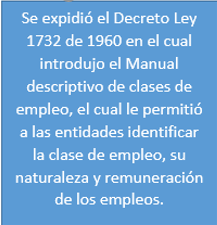 Se expidió el Decreto Ley
1732 de 1960 en el cual
introdujo el Manual
descriptivo de clases de
empleo, el cual le permitió
a las entidades identificar
la clase de empleo, su
naturaleza y remuneración
de los empleos.